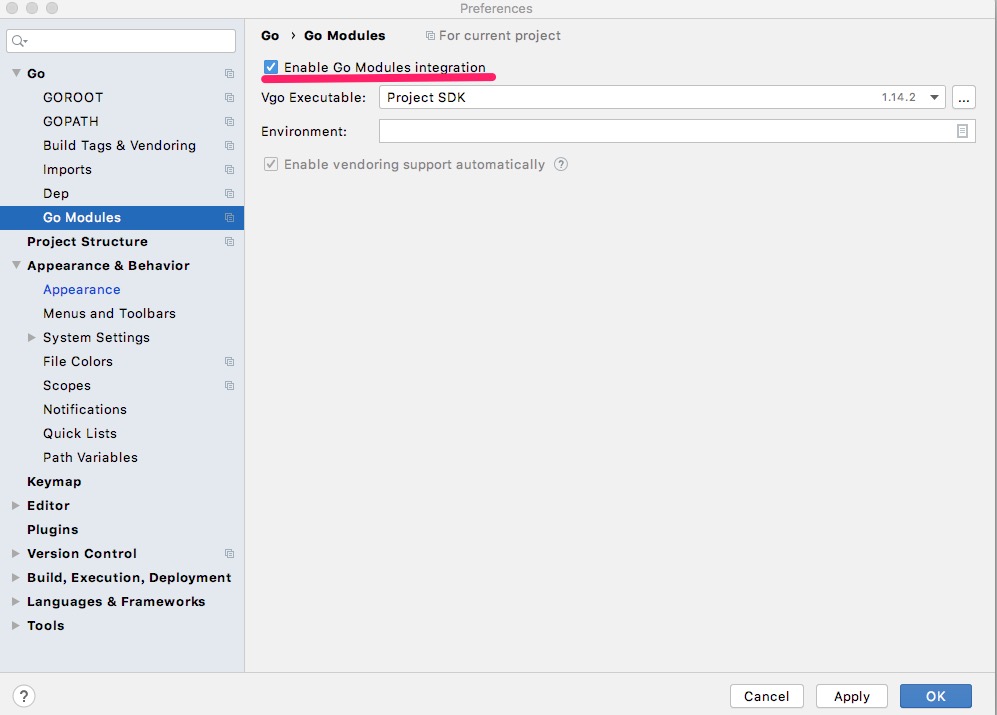 Preferences
Go › Go Modules For current project
Go
GOROOT
GOPATH
Build Tags & Vendoring
Imports
Dep
Go Modules
Project Structure
Appearance & Behavior
Appearance
Menus and Toolbars
System Settings
File Colors
Scopes
Notifications
Quick Lists
Path Variables
Keymap
Editor
Plugins
Version Control
Build, Execution, Deployment
Languages & Frameworks
Tools
Enable Go Modules integration
Vgo Executable: Project SDK 1.14.2 ...
Environment:
Enable vendoring support automatically ?
? Cancel Apply OK